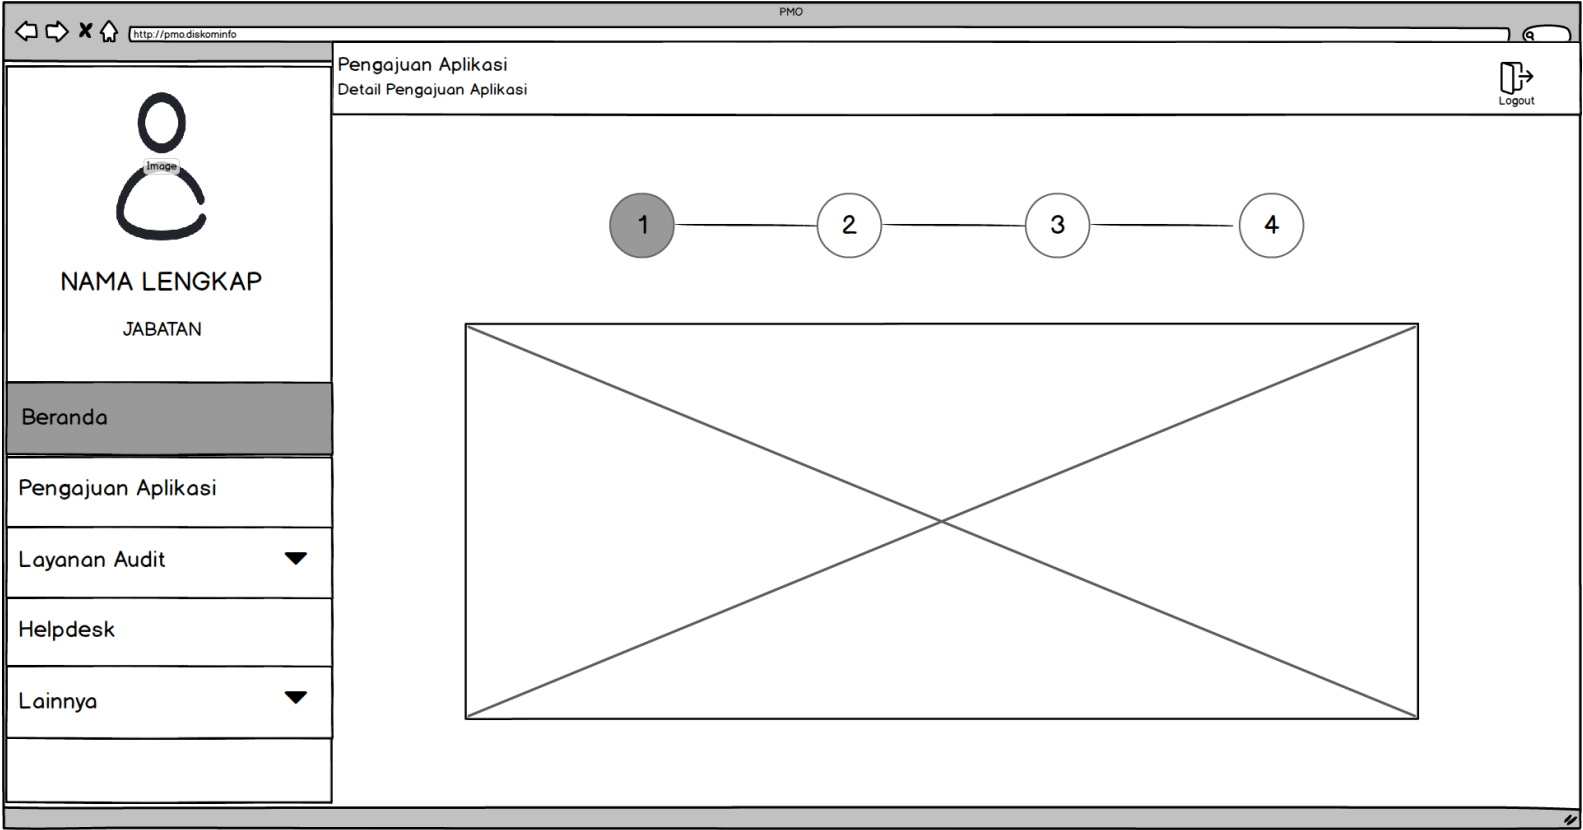 PMO
http://pmo.diskominfo
Pengajuan Aplikasi
Detail Pengajuan Aplikasi
Logout
Image
NAMA LENGKAP
JABATAN
Beranda
Pengajuan Aplikasi
Layanan Audit
Helpdesk
Lainnya
1 2 3 4